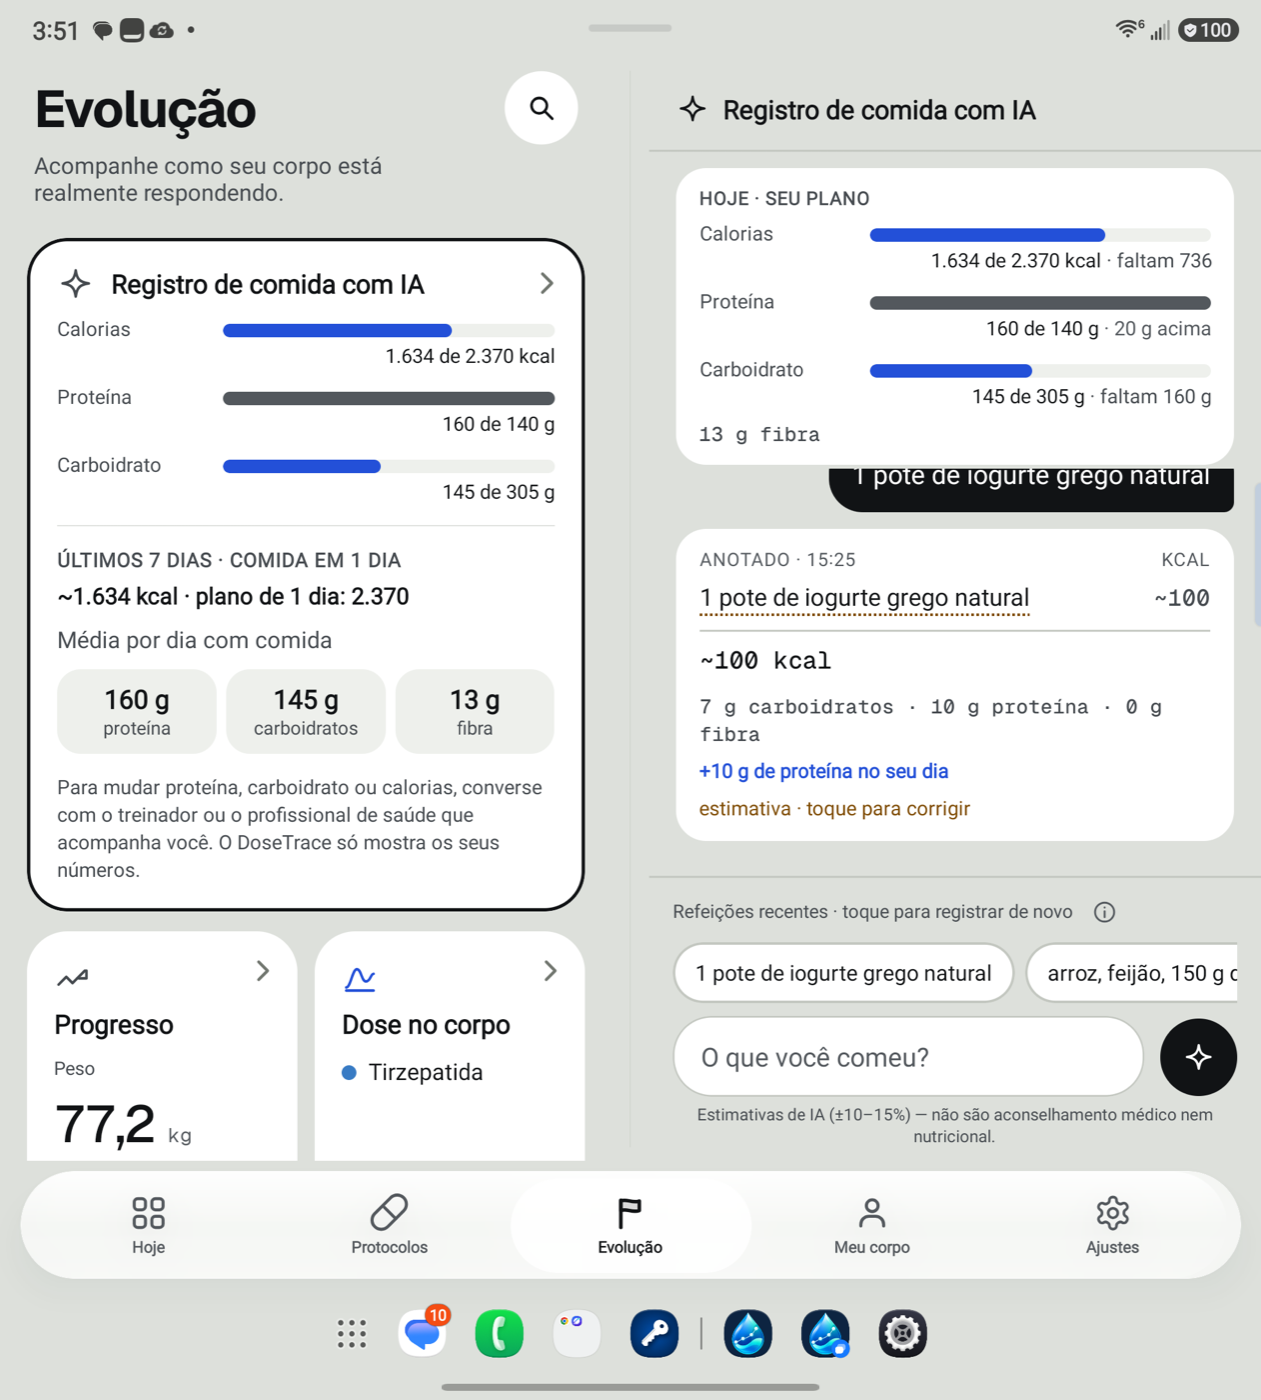 3:51
6
100
Evolução
Acompanhe como seu corpo está
realmente respondendo.
Registro de comida com IA
Calorias
1.634 de 2.370 kcal
Proteína
160 de 140 g
Carboidrato
145 de 305 g
ÚLTIMOS 7 DIAS · COMIDA EM 1 DIA
~1.634 kcal · plano de 1 dia: 2.370
Média por dia com comida
160 g
proteína
145 g
carboidratos
13 g
fibra
Para mudar proteína, carboidrato ou calorias, converse
com o treinador ou o profissional de saúde que
acompanha você. O DoseTrace só mostra os seus
números.
Progresso
Peso
77,2 kg
Dose no corpo
Tirzepatida
Registro de comida com IA
HOJE · SEU PLANO
Calorias
1.634 de 2.370 kcal · faltam 736
Proteína
160 de 140 g · 20 g acima
Carboidrato
145 de 305 g · faltam 160 g
13 g fibra
1 pote de iogurte grego natural
ANOTADO · 15:25 KCAL
1 pote de iogurte grego natural ~100
~100 kcal
7 g carboidratos · 10 g proteína · 0 g
fibra
+10 g de proteína no seu dia
estimativa · toque para corrigir
Refeições recentes · toque para registrar de novo
1 pote de iogurte grego natural
arroz, feijão, 150 g
O que você comeu?
Estimativas de IA (±10–15%) — não são aconselhamento médico nem
nutricional.
Hoje
Protocolos
Evolução
Meu corpo
Ajustes
10